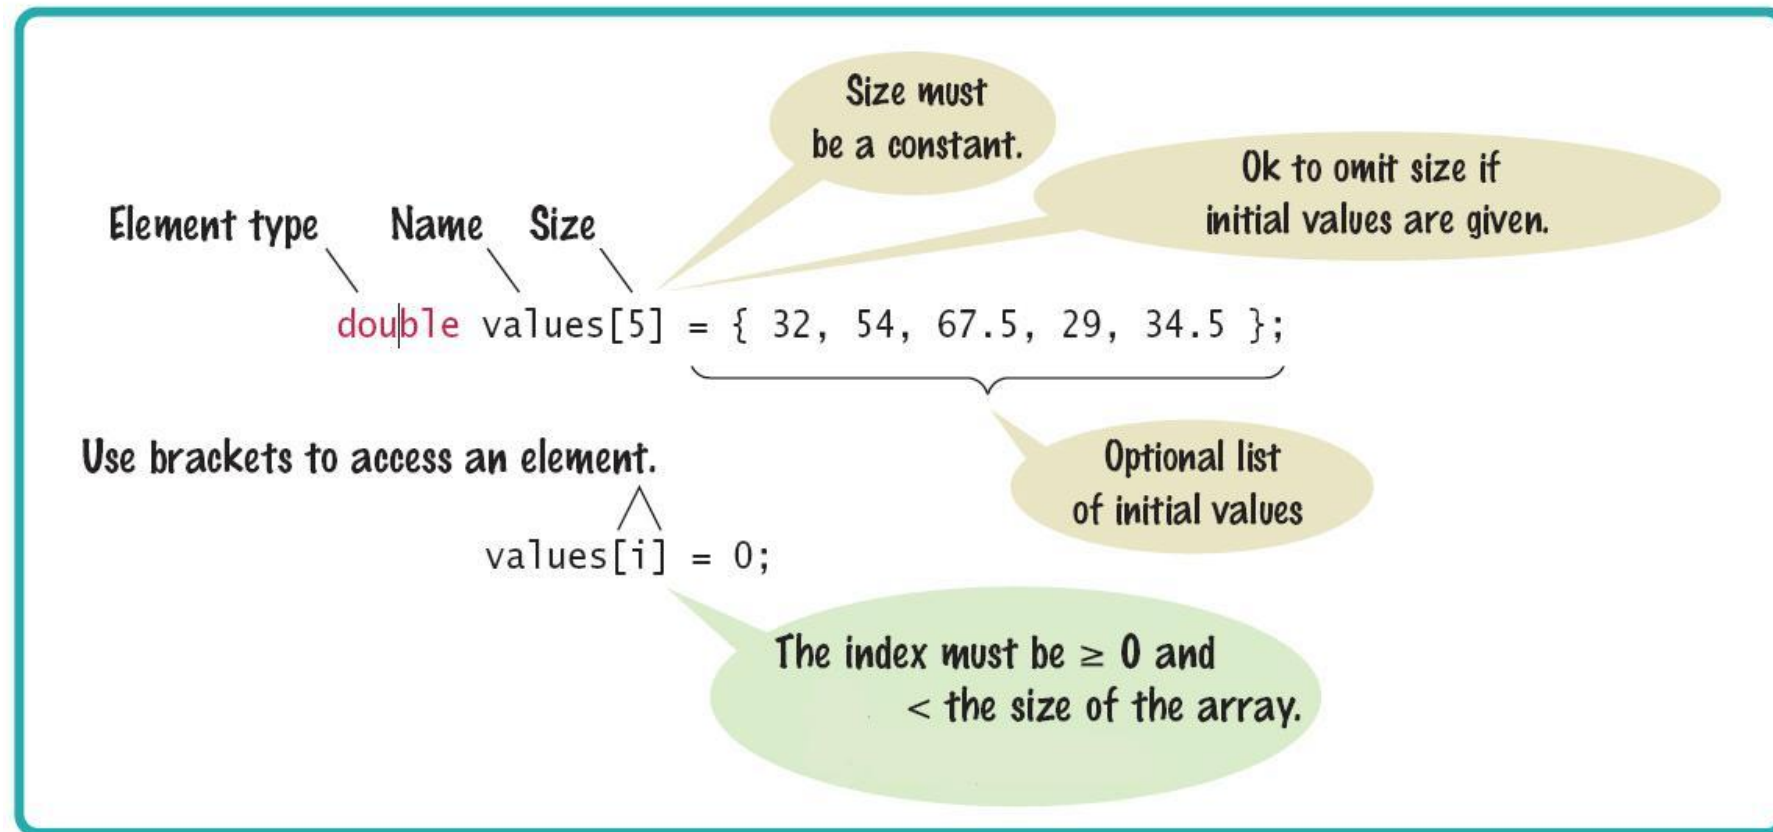 Size must
be a constant.
Ok to omit size if
initial values are given.
Element type Name Size
double values[5] = { 32, 54, 67.5, 29, 34.5 };
Use brackets to access an element.
Optional list
of initial values
values[i] = 0;
The index must be ≥ 0 and
< the size of the array.